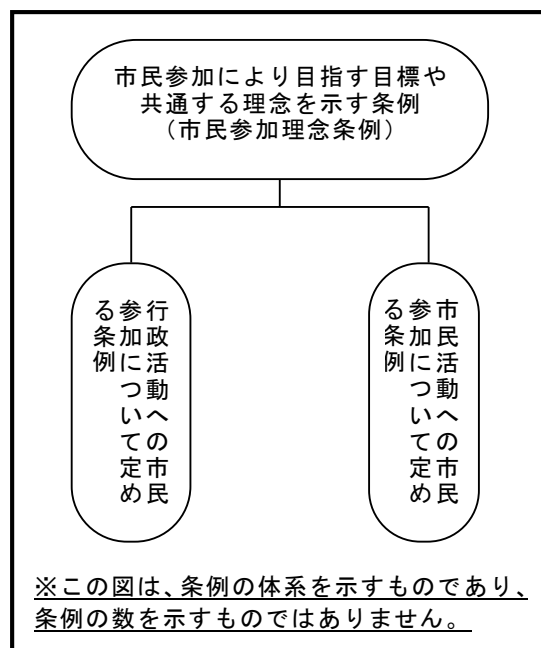 市民参加により目指す目標や
共通する理念を示す条例
（市民参加理念条例）
行政活動への市民
参加について定め
る条例
市民活動への市民
参加について定め
る条例
※この図は、条例の体系を示すものであり、
条例の数を示すものではありません。